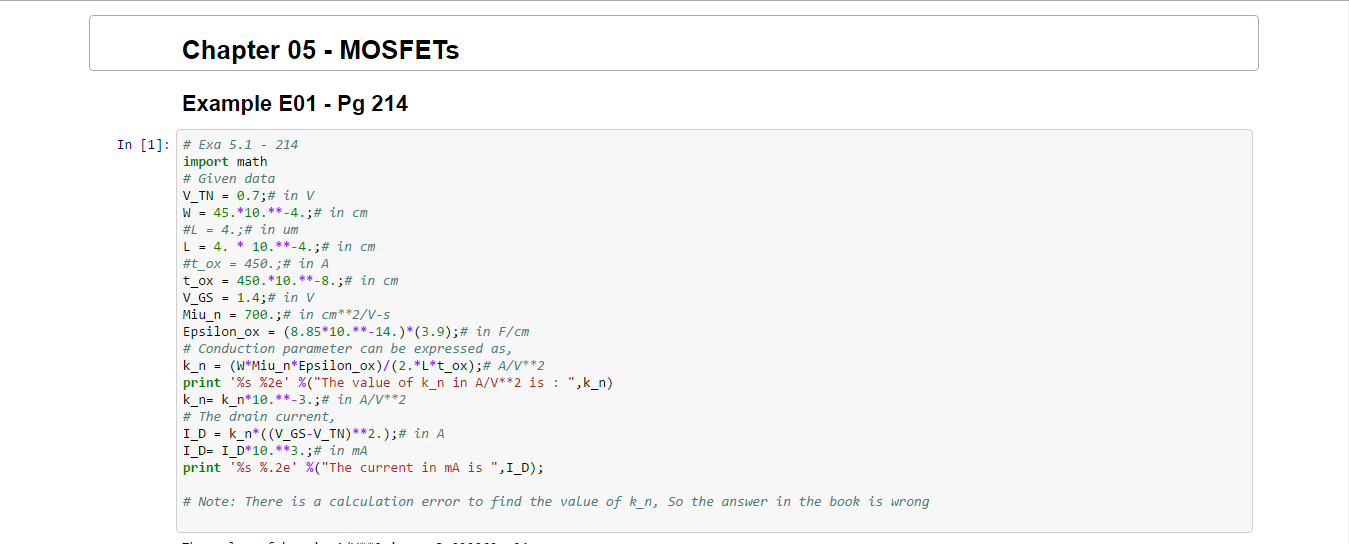 Chapter 05 - MOSFETs
Example E01 - Pg 214
In [1]:
# Exa 5.1 - 214
import math
# Given data
V_TN = 0.7;# in V
W = 45.*10.**-4.;# in cm
#L = 4.;# in um
L = 4. * 10.**-4.;# in cm
#t_ox = 450.;# in A
t_ox = 450.*10.**-8.;# in cm
V_GS = 1.4;# in V
Miu_n = 700.;# in cm**2/V-s
Epsilon_ox = (8.85*10.**-14.)*(3.9);# in F/cm
# Conduction parameter can be expressed as,
k_n = (W*Miu_n*Epsilon_ox)/(2.*L*t_ox);# A/V**2
print '%s %2e' %("The value of k_n in A/V**2 is : ",k_n)
k_n= k_n*10.**-3.;# in A/V**2
# The drain current,
I_D = k_n*((V_GS-V_TN)**2.);# in A
I_D= I_D*10.**3.;# in mA
print '%s %.2e' %("The current in mA is ",I_D);
# Note: There is a calculation error to find the value of k_n, So the answer in the book is wrong